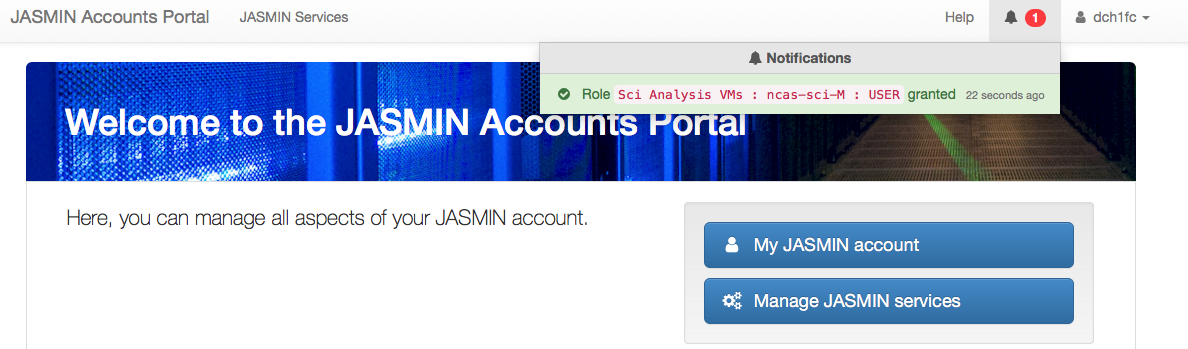 JASMIN Accounts Portal JASMIN Services Help 1 dch1fc
Notifications
Role Sci Analysis VMs : ncas-sci-M : USER granted 22 seconds ago
Welcome to the JASMIN Accounts Portal
Here, you can manage all aspects of your JASMIN account.
My JASMIN account
Manage JASMIN services